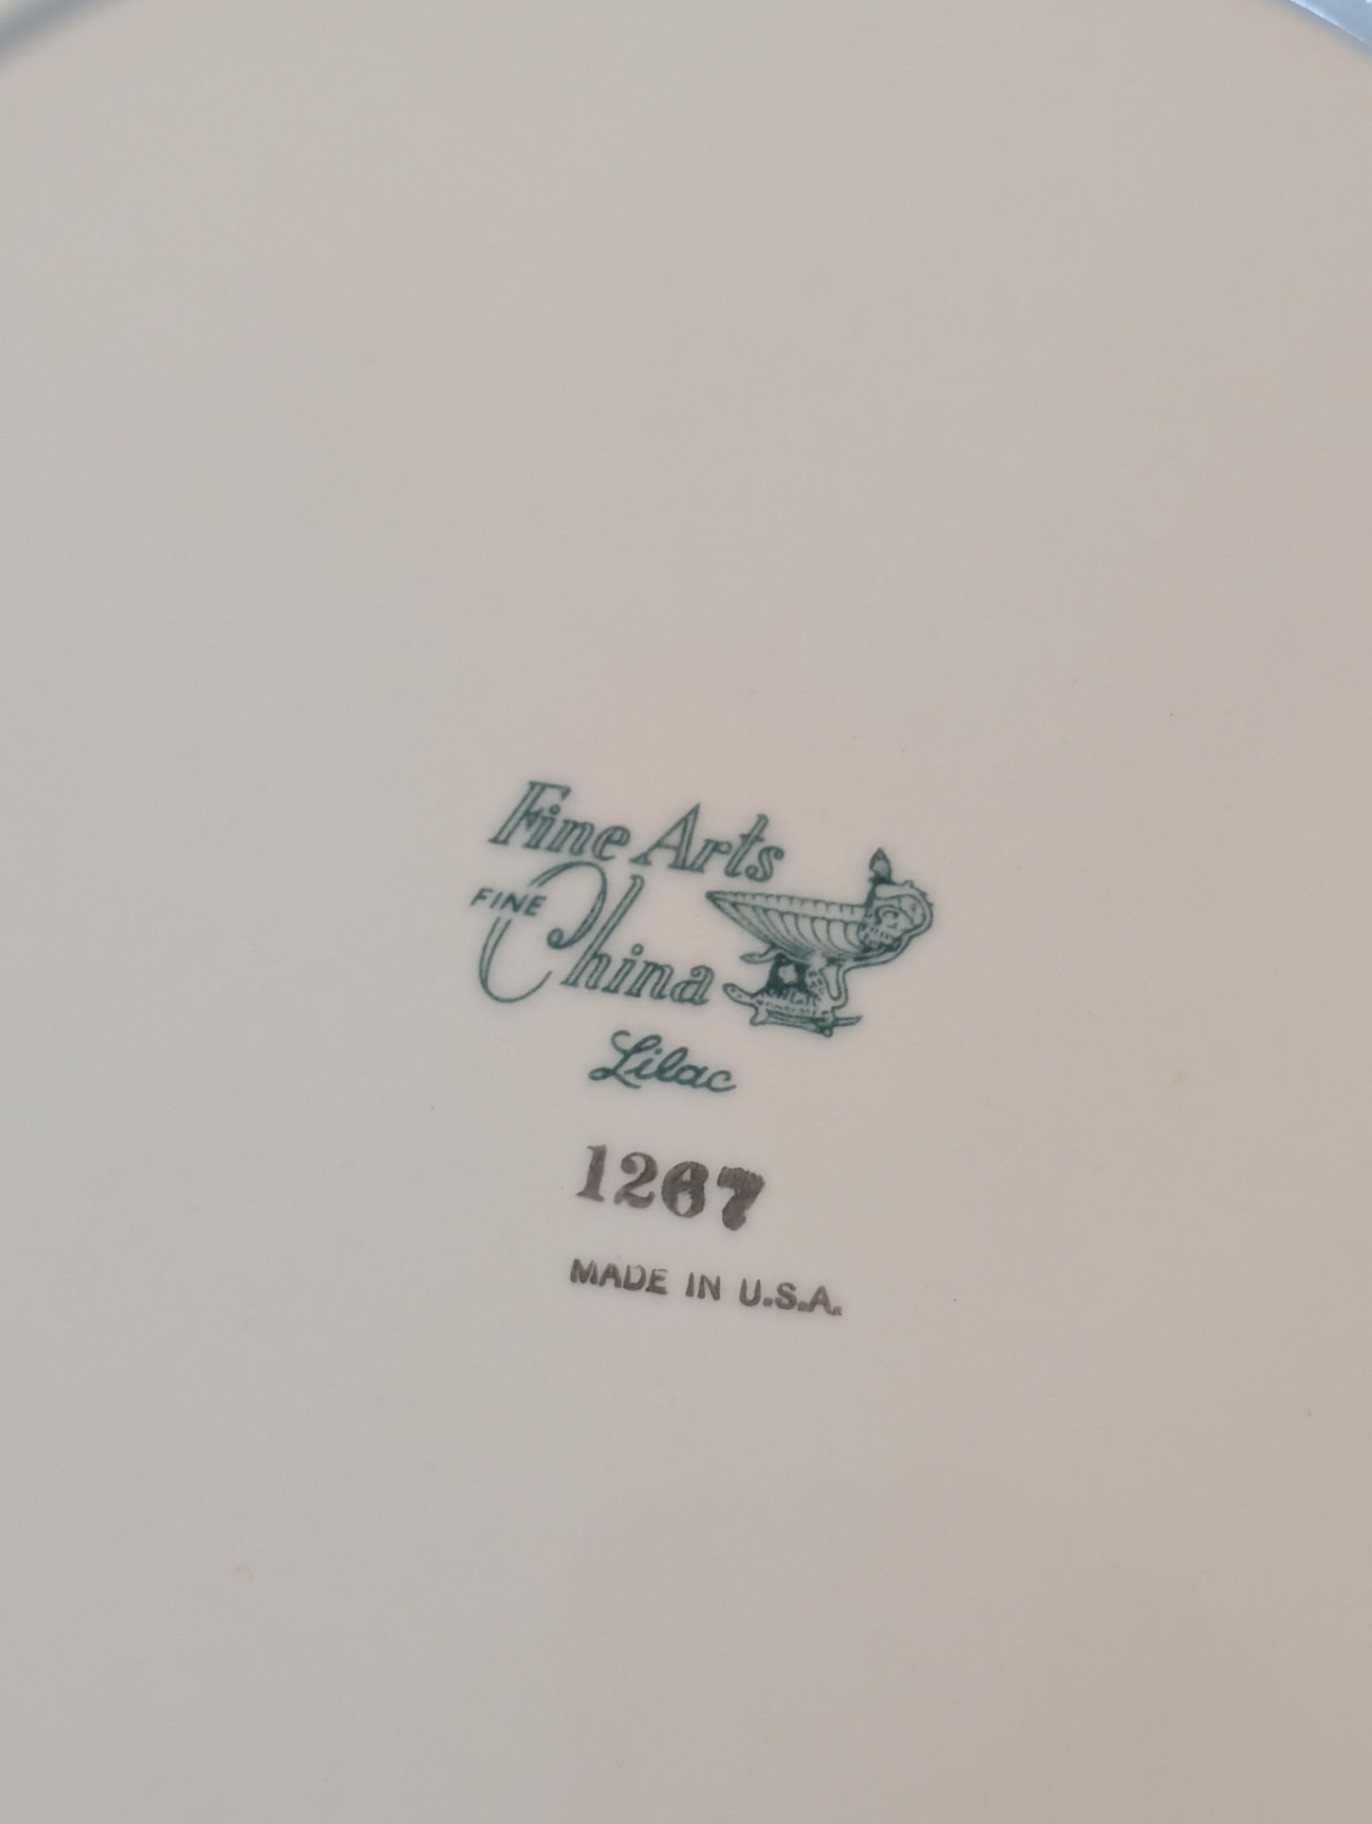 Fine Arts
FINE
China
Lilac
1267
MADE IN U.S.A.